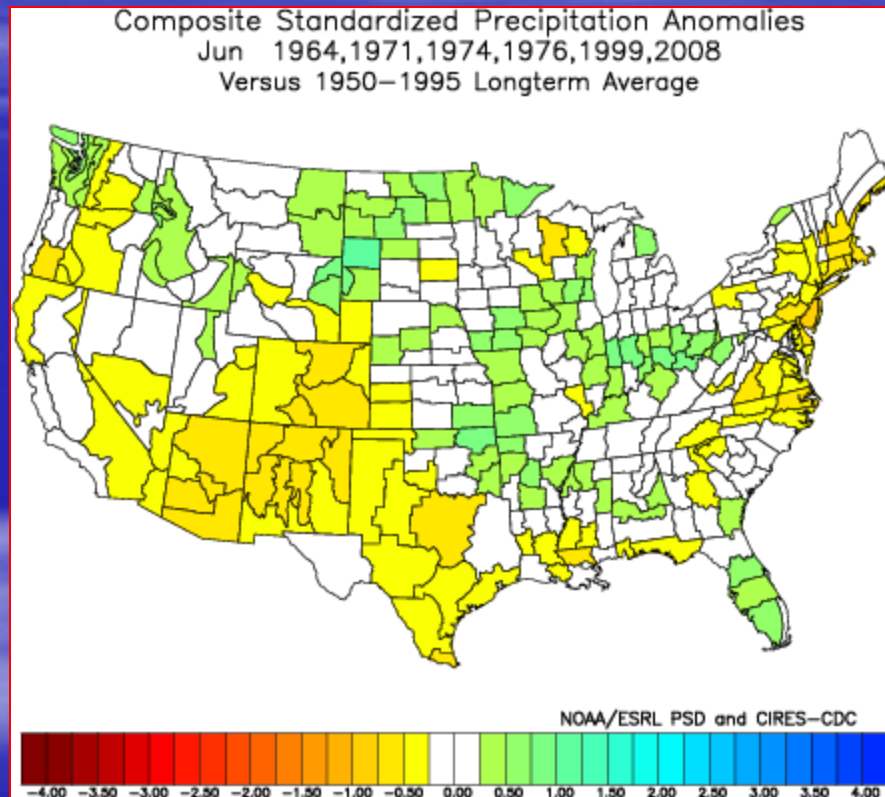 Composite Standardized Precipitation Anomalies
Jun 1964,1971,1974,1976,1999,2008
Versus 1950-1995 Longterm Average
NOAA/ESRL PSD and CIRES-CDC
-4.00 -3.50 -3.00 -2.50 -2.00 -1.50 -1.00 -0.50 0.00 0.50 1.00 1.50 2.00 2.50 3.00 3.50 4.00